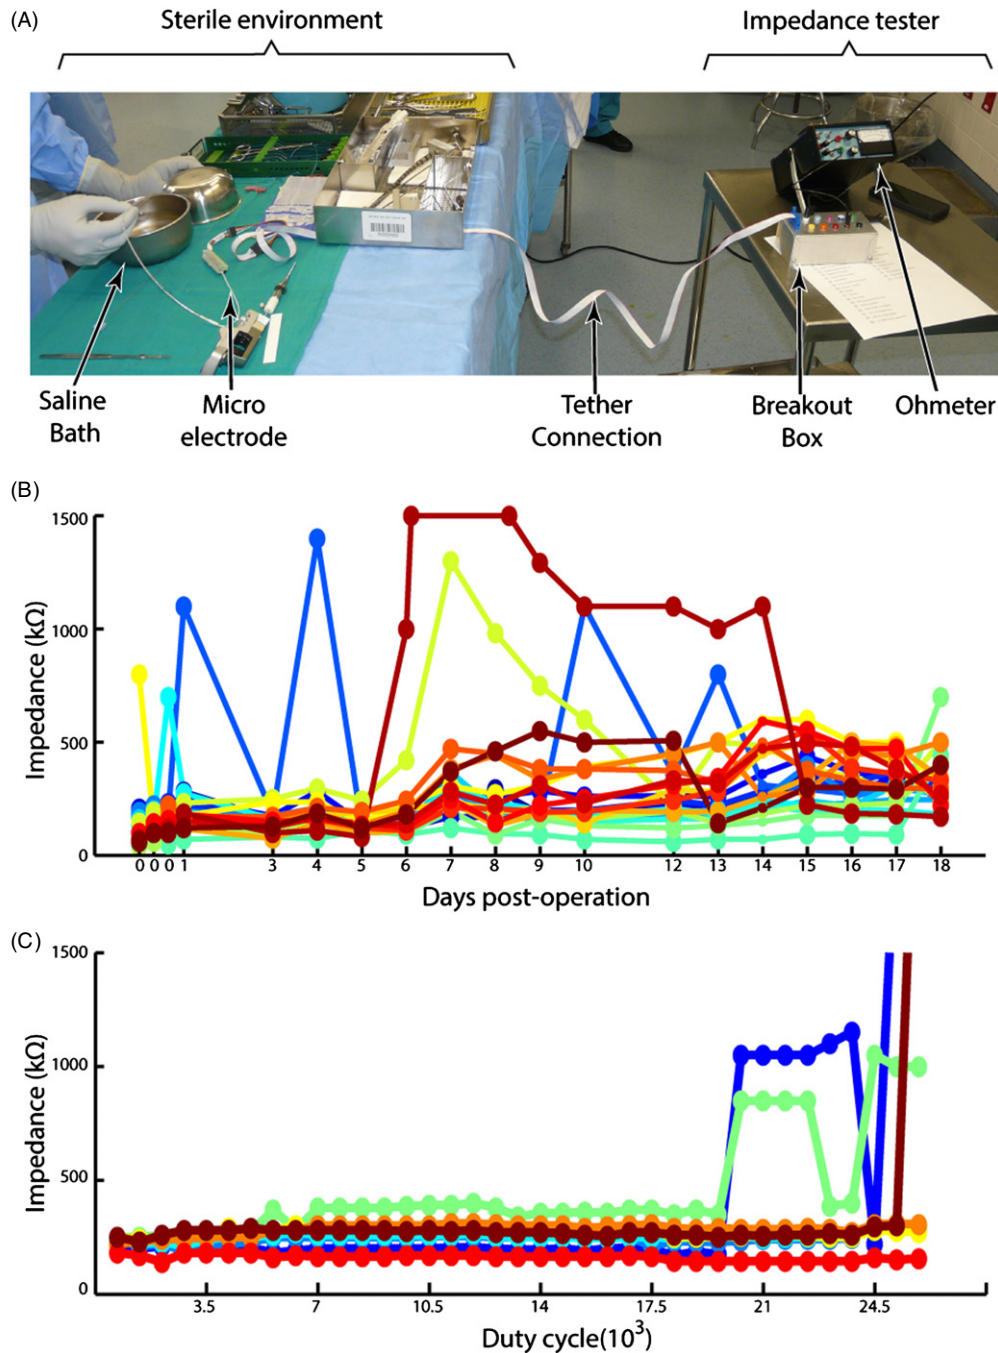 (A)
Sterile environment
Impedance tester
Saline
Bath
Micro
electrode
Tether
Connection
Breakout
Box
Ohmeter
(B)
1500
1000
500
0
Impedance (kΩ)
0 0 0 1 3 4 5 6 7 8 9 10 12 13 14 15 16 17 18
Days post-operation
(C)
1500
1000
500
0
Impedance (kΩ)
3.5 7 10.5 14 17.5 21 24.5
Duty cycle(10³)